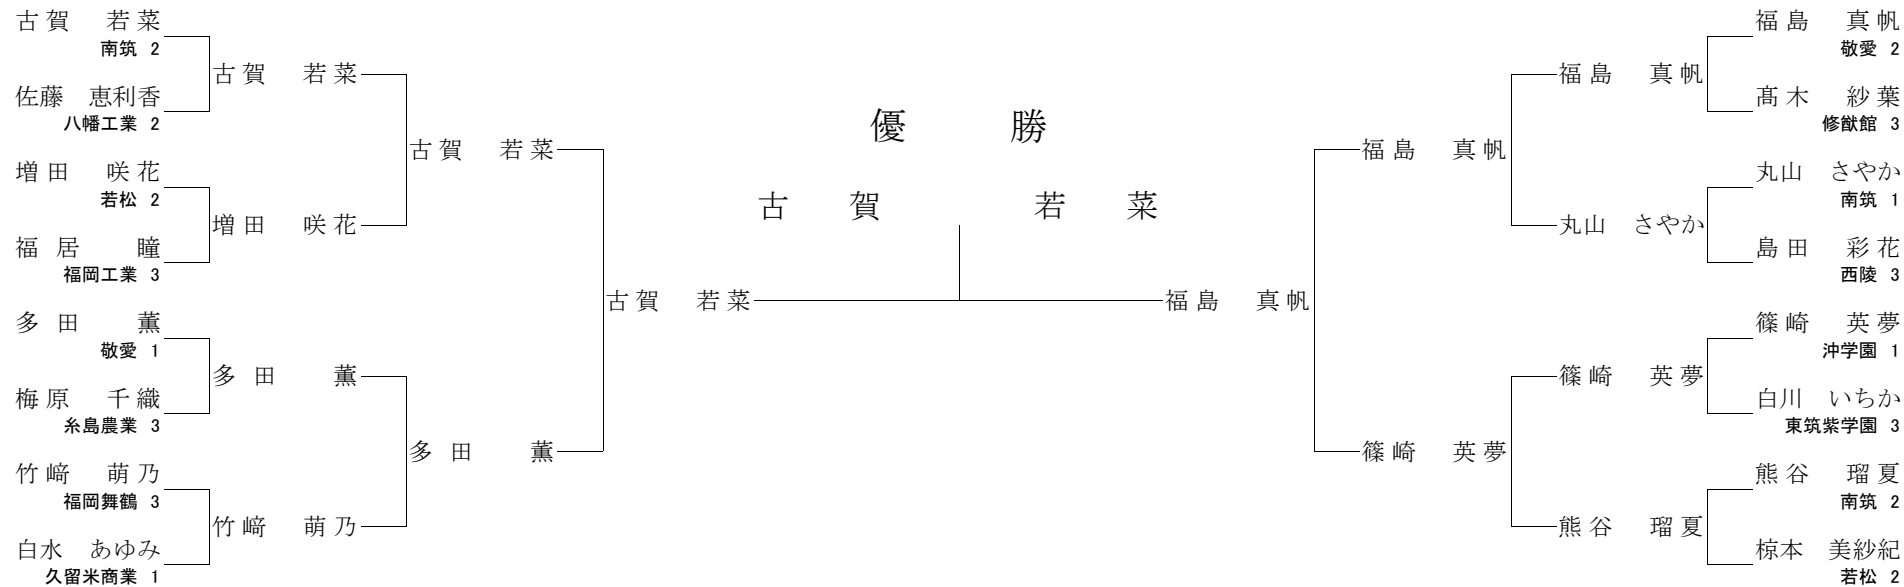 古賀 若菜
南筑 2
佐藤 恵利香
八幡工業 2
増田 咲花
若松 2
福居 瞳
福岡工業 3
多田 薫
敬愛 1
梅原 千織
糸島農業 3
竹﨑 萌乃
福岡舞鶴 3
白水 あゆみ
久留米商業 1
古賀 若菜
増田 咲花
多田 薫
竹﨑 萌乃
古賀 若菜
多田 薫
古賀 若菜
優勝
古賀 若菜
福島 真帆
福島 真帆
篠崎 英夢
福島 真帆
丸山 さやか
篠崎 英夢
熊谷 瑠夏
福島 真帆
敬愛 2
髙木 紗葉
修猷館 3
丸山 さやか
南筑 1
島田 彩花
西陵 3
篠崎 英夢
沖学園 1
白川 いちか
東筑紫学園 3
熊谷 瑠夏
南筑 2
椋本 美紗紀
若松 2